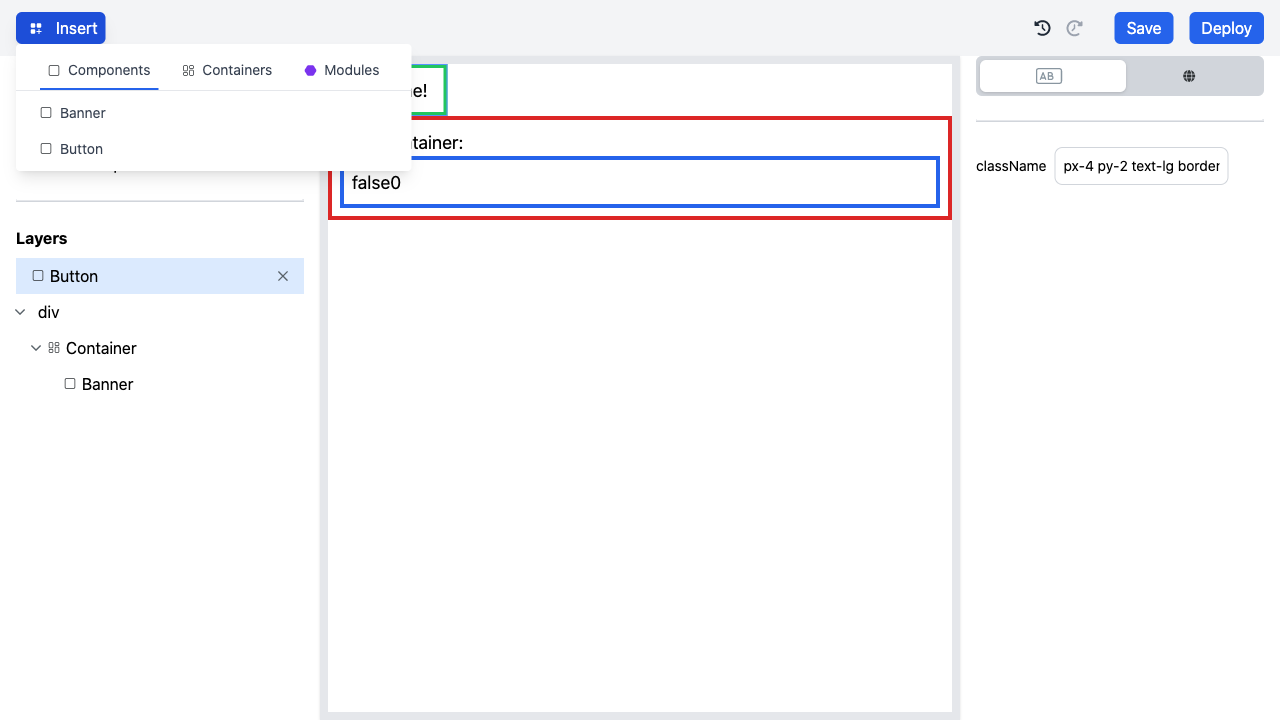 Insert
Save
Deploy
Components
Containers
Modules
Banner
Button
Layers
Button
div
Container
Banner
e!
tainer:
false0
AB
className
px-4 py-2 text-lg border